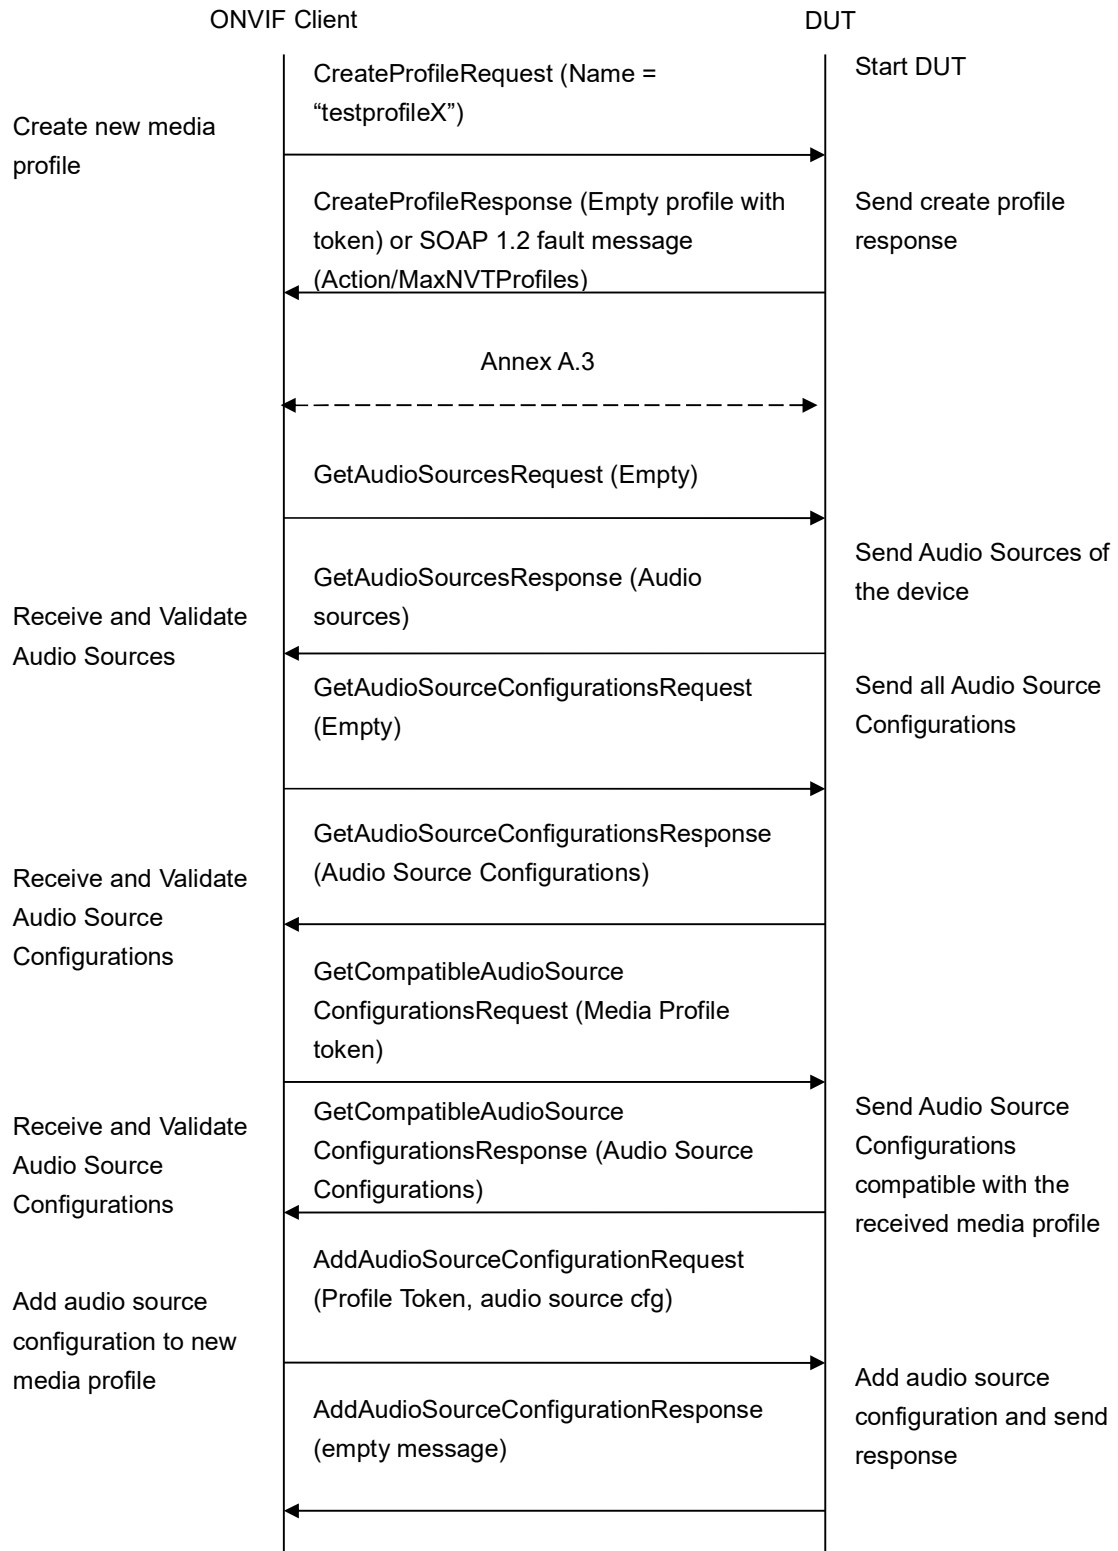 ONVIF Client
DUT
CreateProfileRequest (Name =
“testprofileX”)
Start DUT
Create new media
profile
CreateProfileResponse (Empty profile with
token) or SOAP 1.2 fault message
(Action/MaxNVTProfiles)
Send create profile
response
Annex A.3
GetAudioSourcesRequest (Empty)
GetAudioSourcesResponse (Audio
sources)
Send Audio Sources of
the device
Receive and Validate
Audio Sources
GetAudioSourceConfigurationsRequest
(Empty)
Send all Audio Source
Configurations
GetAudioSourceConfigurationsResponse
(Audio Source Configurations)
Receive and Validate
Audio Source
Configurations
GetCompatibleAudioSource
ConfigurationsRequest (Media Profile
token)
GetCompatibleAudioSource
ConfigurationsResponse (Audio Source
Configurations)
Send Audio Source
Configurations
compatible with the
received media profile
Receive and Validate
Audio Source
Configurations
AddAudioSourceConfigurationRequest
(Profile Token, audio source cfg)
Add audio source
configuration to new
media profile
AddAudioSourceConfigurationResponse
(empty message)
Add audio source
configuration and send
response